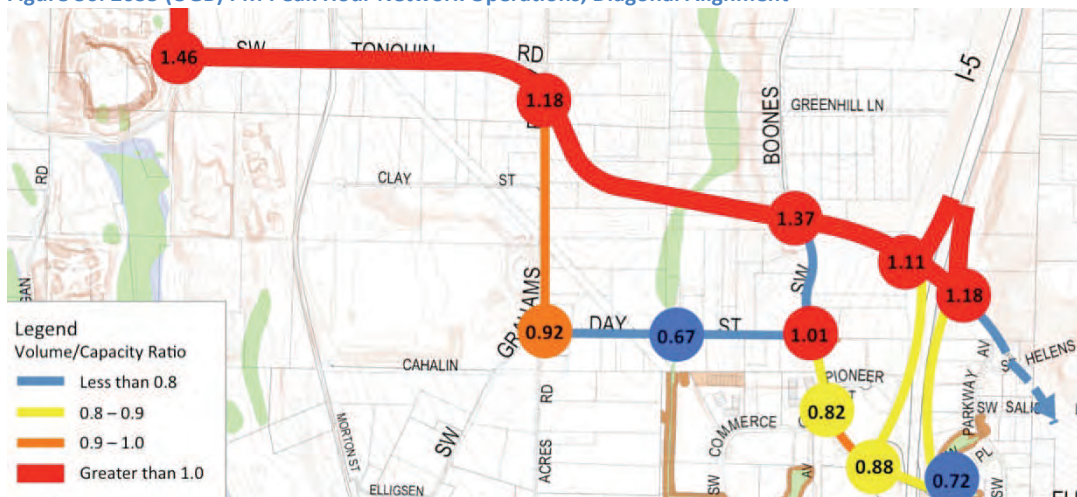 SW TONQUIN RD
I-5
1.46
1.18
BOONES
GREENHILL LN
RD
CLAY ST
1.37
1.11
SW
1.18
GRAHAMS
0.92
DAY ST
0.67
1.01
AV
HELENS
CAHALIN
PIONEER
0.82
PARKWAY
SW SALI
COMMERCE
MORTON ST
SW
ACRES
RD
0.88
AV
PL
0.72
ELLIGSEN
SW
SW
Legend
Volume/Capacity Ratio
Less than 0.8
0.8 – 0.9
0.9 – 1.0
Greater than 1.0